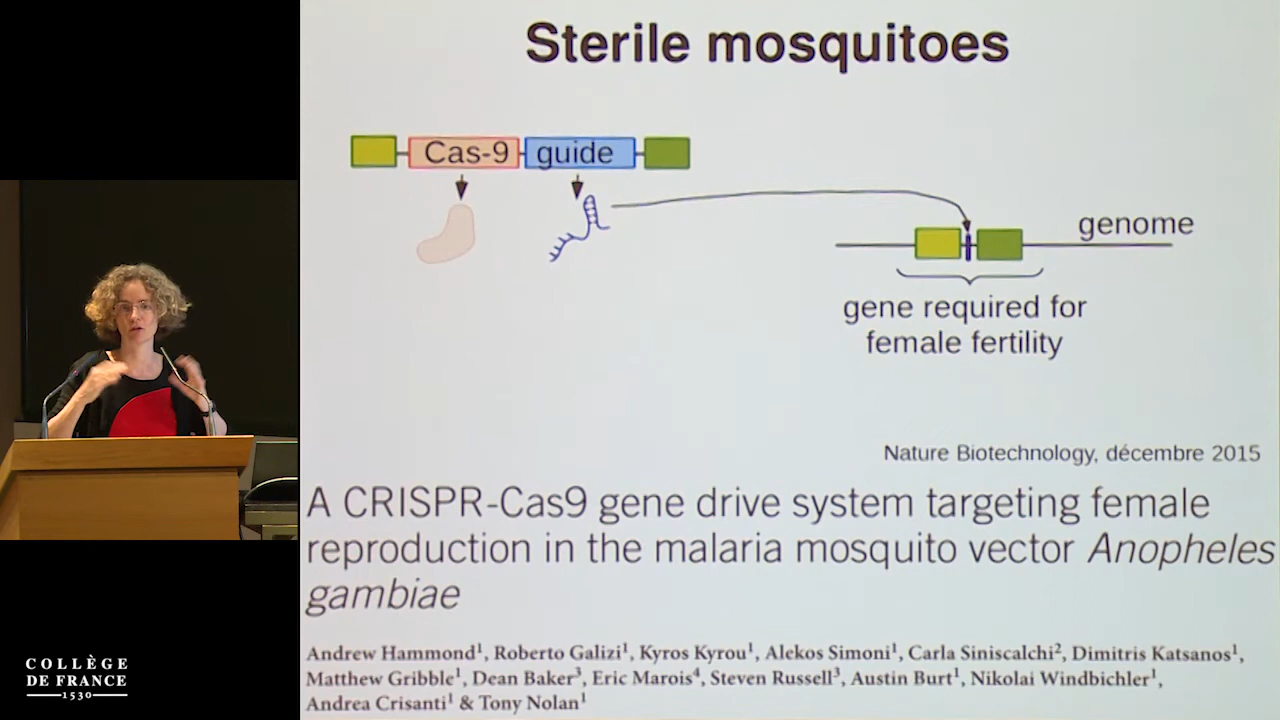 Sterile mosquitoes
Cas-9 guide
genome
gene required for
female fertility
Nature Biotechnology, décembre 2015
A CRISPR-Cas9 gene drive system targeting female
reproduction in the malaria mosquito vector Anopheles
gambiae
Andrew Hammond1, Roberto Galizi1, Kyros Kyrou1, Alekos Simoni1, Carla Siniscalchi2, Dimitris Katsanos1,
Matthew Gribble1, Dean Baker3, Eric Marois4, Steven Russell3, Austin Burt1, Nikolai Windbichler1,
Andrea Crisanti1 & Tony Nolan1
COLLÈGE
DE FRANCE
1530